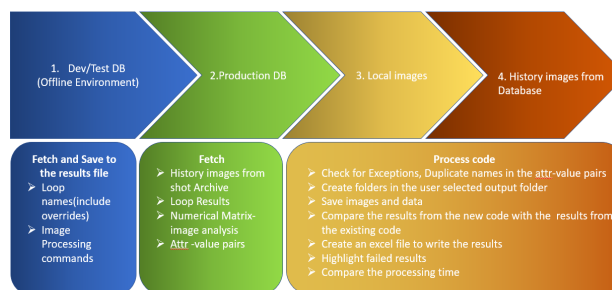 1. Dev/Test DB
(Offline Environment)
2.Production DB
3. Local images
4. History images from
Database
Fetch and Save to
the results file
➢ Loop
names(include
overrides)
➢ Image
Processing
commands
Fetch
➢ History images from
shot Archive
➢ Loop Results
➢ Numerical Matrix-
image analysis
➢ Attr -value pairs
Process code
➢ Check for Exceptions, Duplicate names in the attr-value pairs
➢ Create folders in the user selected output folder
➢ Save images and data
➢ Compare the results from the new code with the results from
the existing code
➢ Create an excel file to write the results
➢ Highlight failed results
➢ Compare the processing time